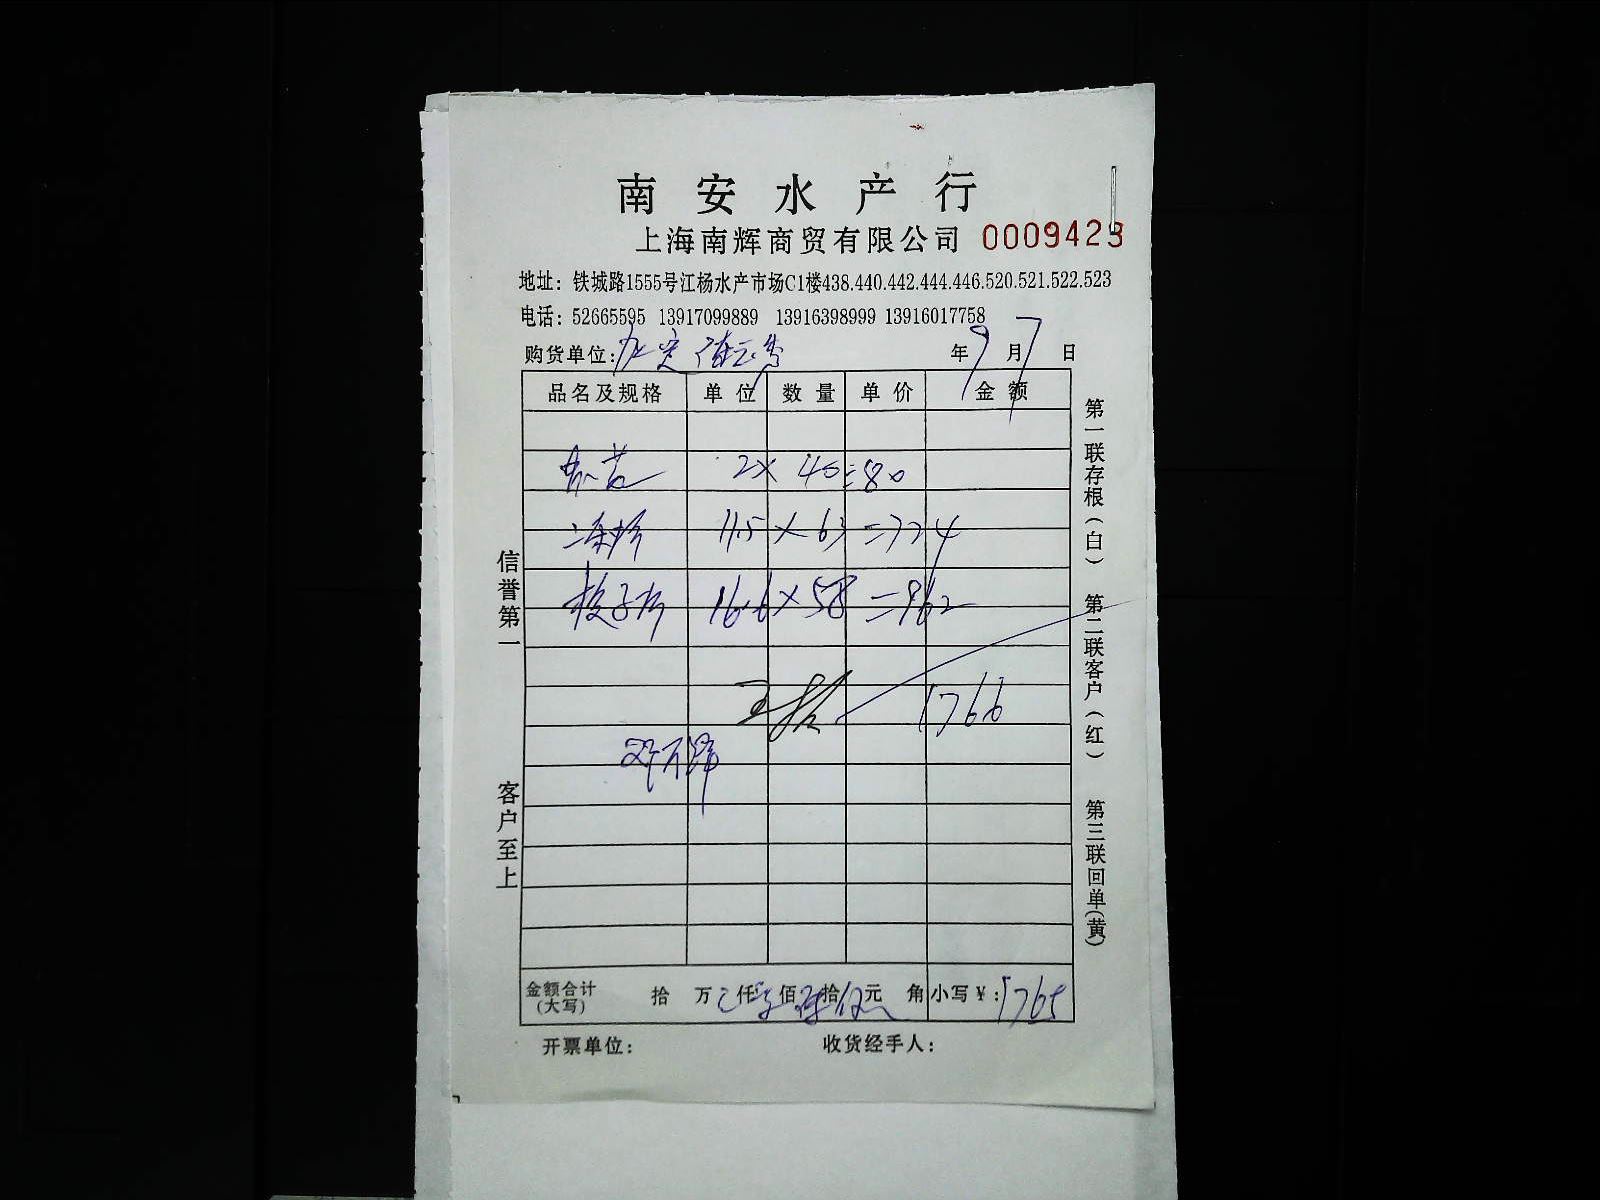 南安水产行
上海南辉商贸有限公司 0009423
地址：铁城路1555号江杨水产市场C1楼438.440.442.444.446.520.521.522.523
电话：52665595 13917099889 13916398999 13916017758
购货单位： 年9月7日
品名及规格 单位 数量 单价 金额
2× 40=80
11.5×63=724
16.6×58=962
王
1766
邓
金额合计(大写) 拾 万 仟 佰 拾 元 角 小写￥：1765
开票单位： 收货经手人：
信誉第一
客户至上
第一联存根(白)
第二联客户(红)
第三联回单(黄)